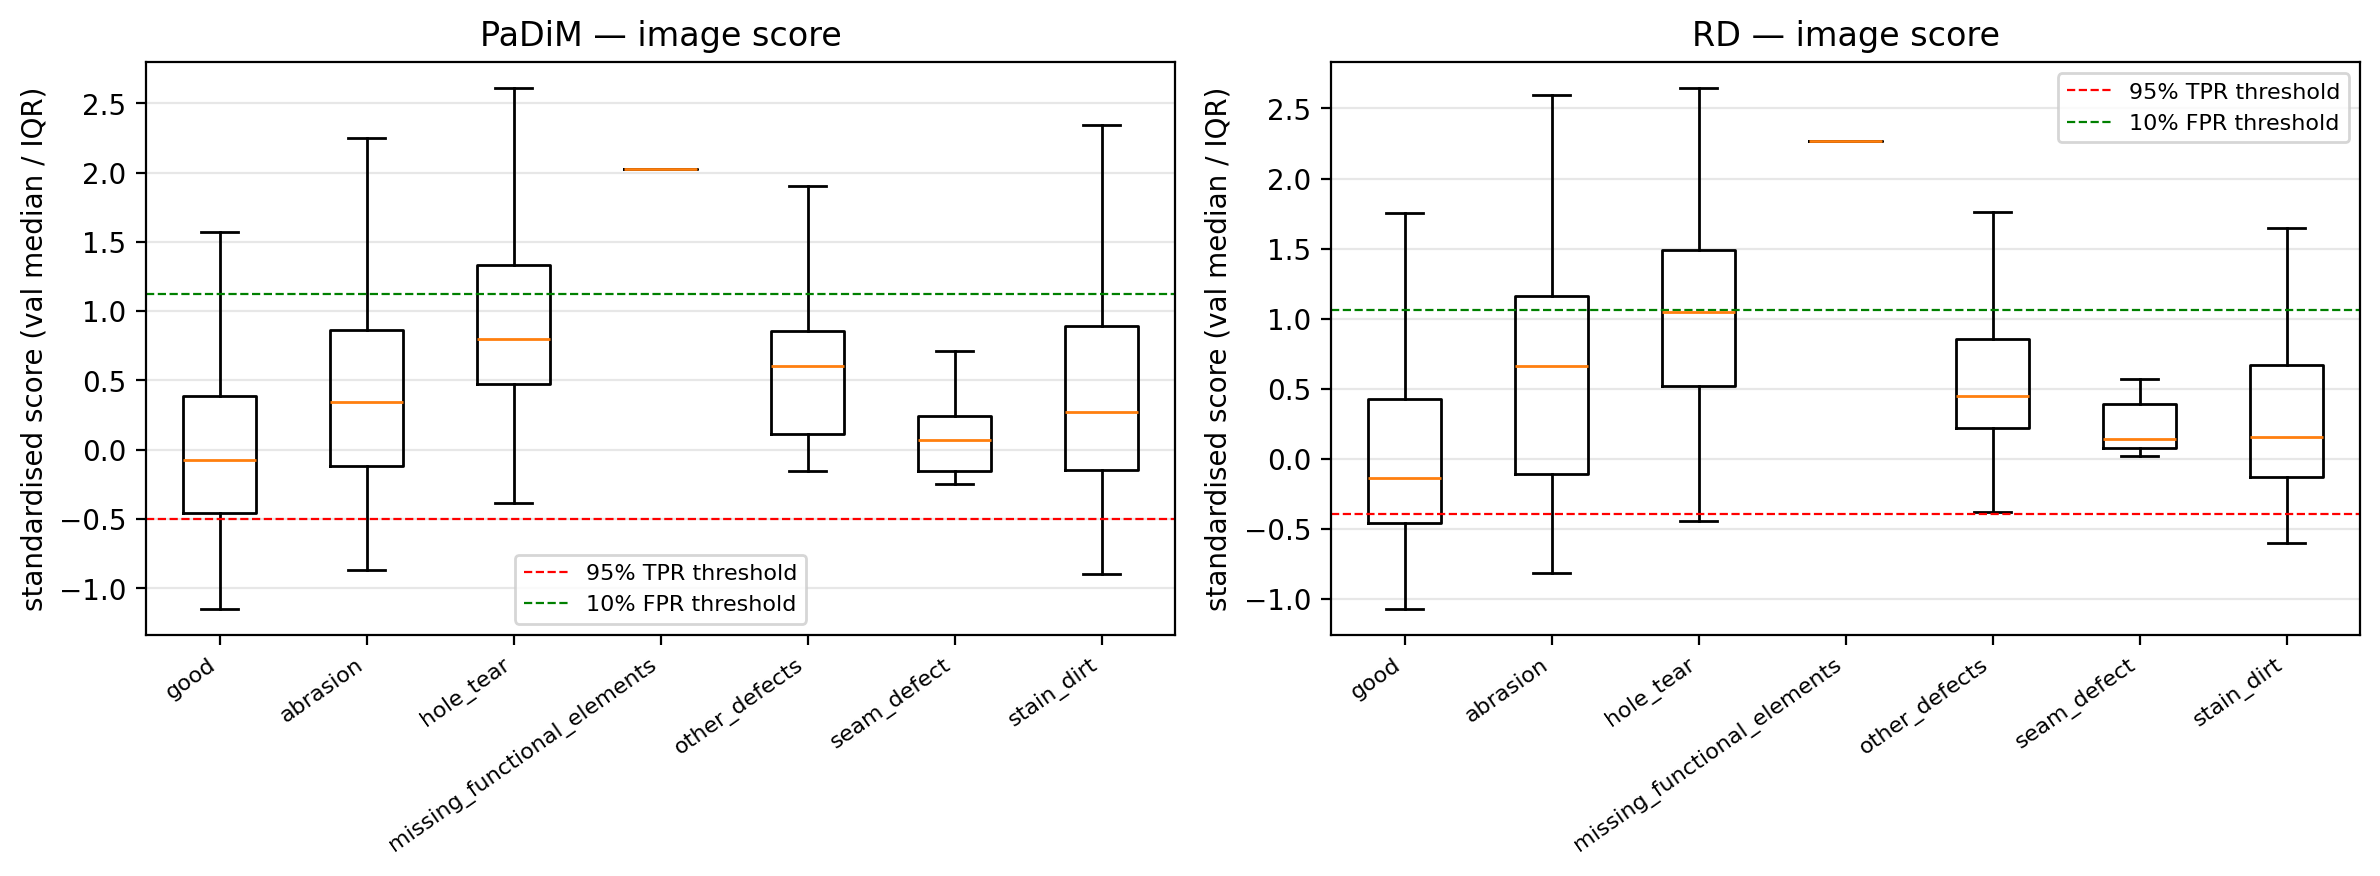 PaDiM — image score
standardised score (val median / IQR)
2.5
2.0
1.5
1.0
0.5
0.0
−0.5
−1.0
95% TPR threshold
10% FPR threshold
good
abrasion
hole_tear
missing_functional_elements
other_defects
seam_defect
stain_dirt
RD — image score
standardised score (val median / IQR)
2.5
2.0
1.5
1.0
0.5
0.0
−0.5
−1.0
95% TPR threshold
10% FPR threshold
good
abrasion
hole_tear
missing_functional_elements
other_defects
seam_defect
stain_dirt